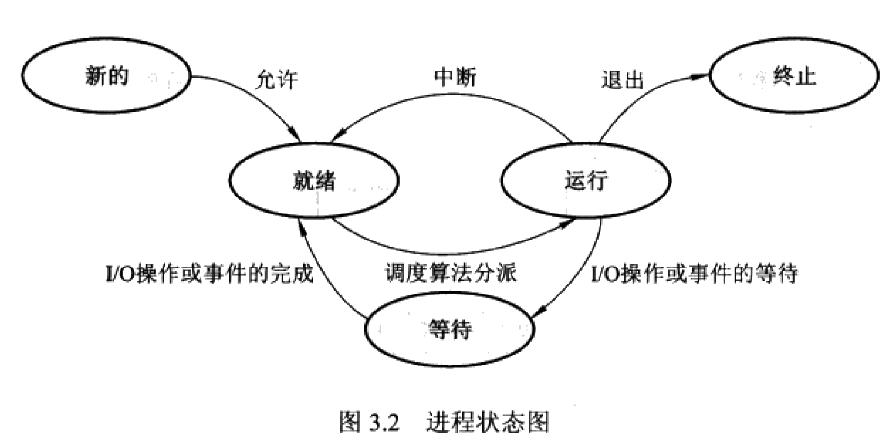 新的
允许
中断
退出
终止
就绪
运行
I/O操作或事件的完成
调度算法分派
I/O操作或事件的等待
等待
图 3.2 进程状态图